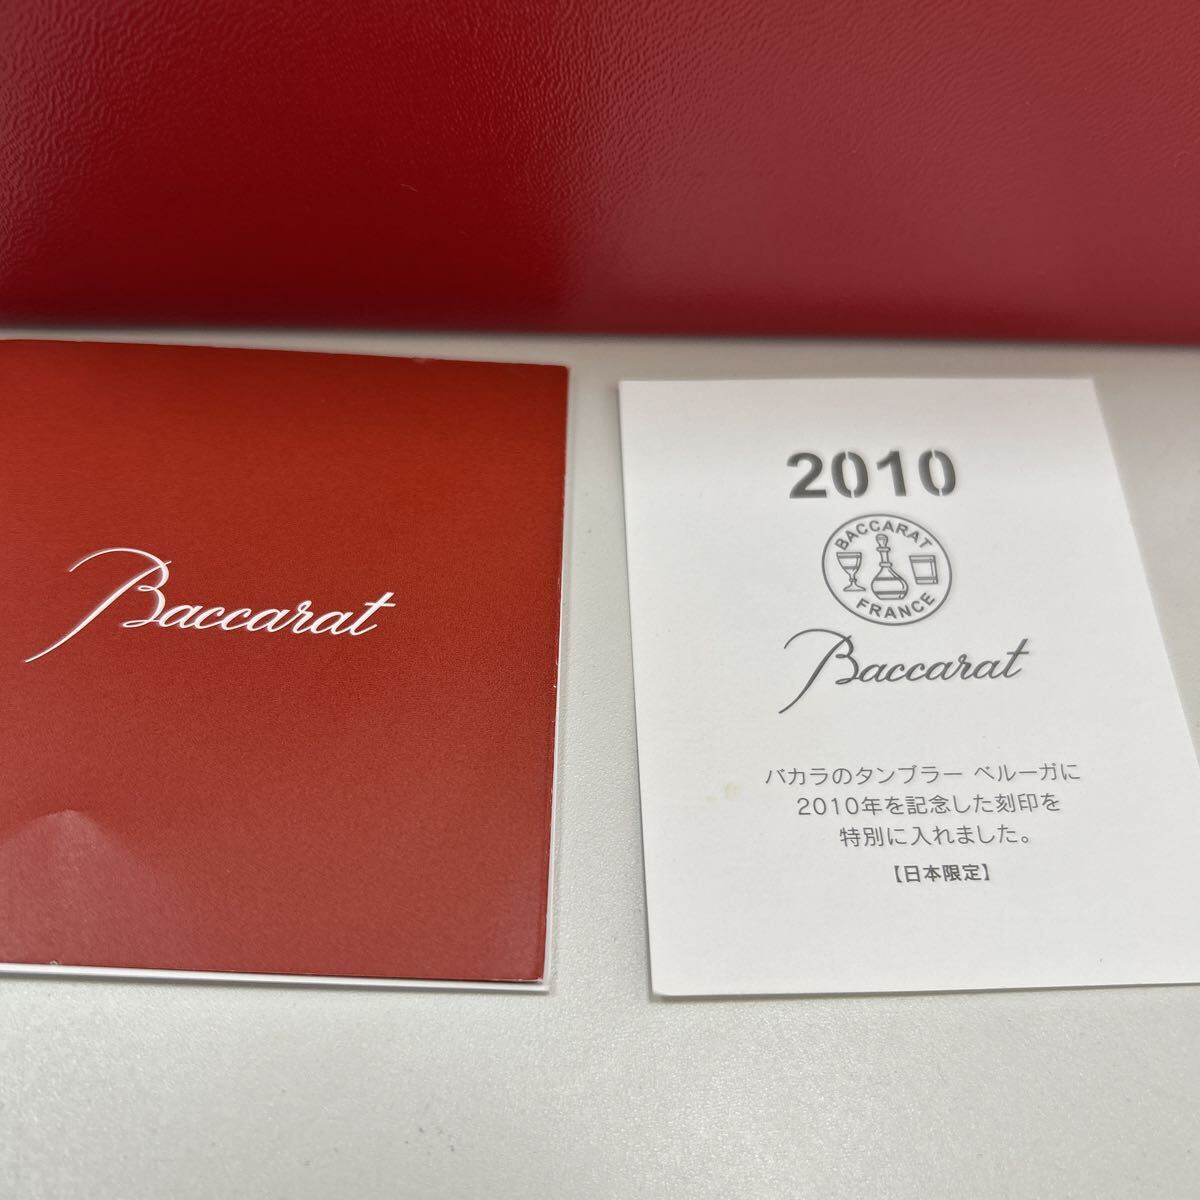 Baccarat
2010
BACCARAT
FRANCE
Baccarat
バカラのタンブラー ベルーガに
2010年を記念した刻印を
特別に入れました。
【日本限定】